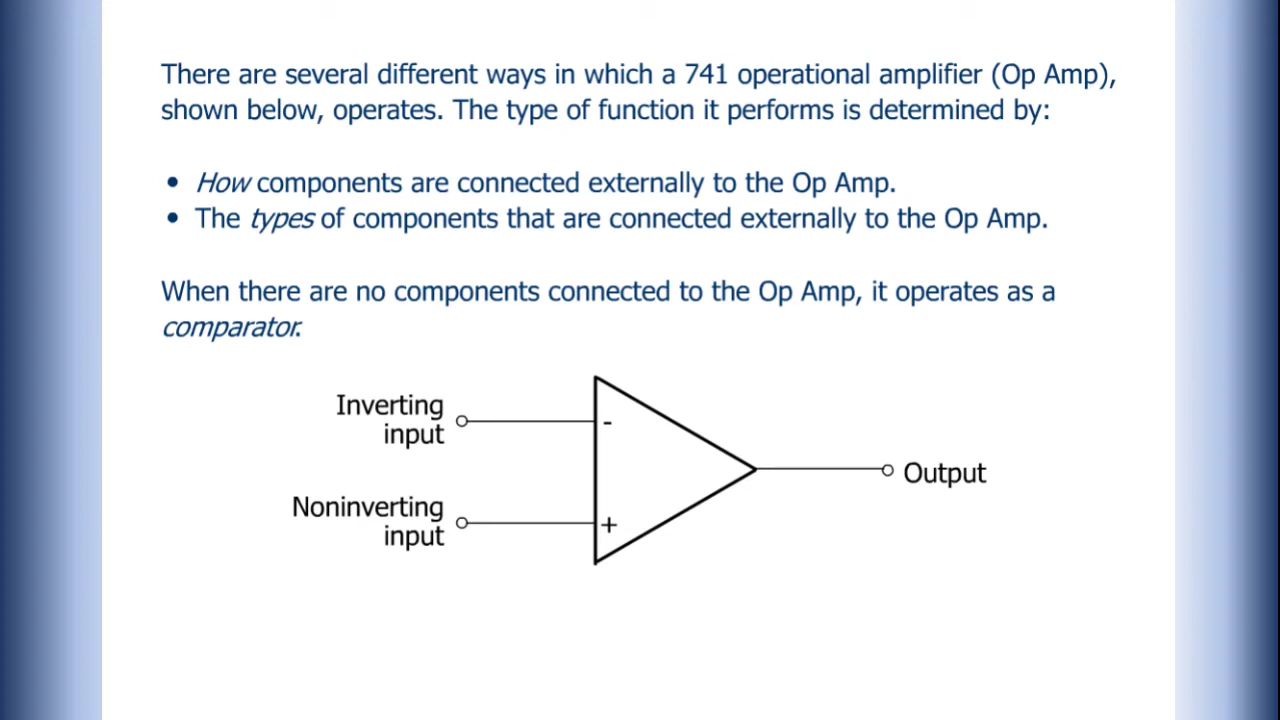 There are several different ways in which a 741 operational amplifier (Op Amp),
shown below, operates. The type of function it performs is determined by:
• How components are connected externally to the Op Amp.
• The types of components that are connected externally to the Op Amp.
When there are no components connected to the Op Amp, it operates as a
comparator.
Inverting
input
-
Noninverting
input
+
Output